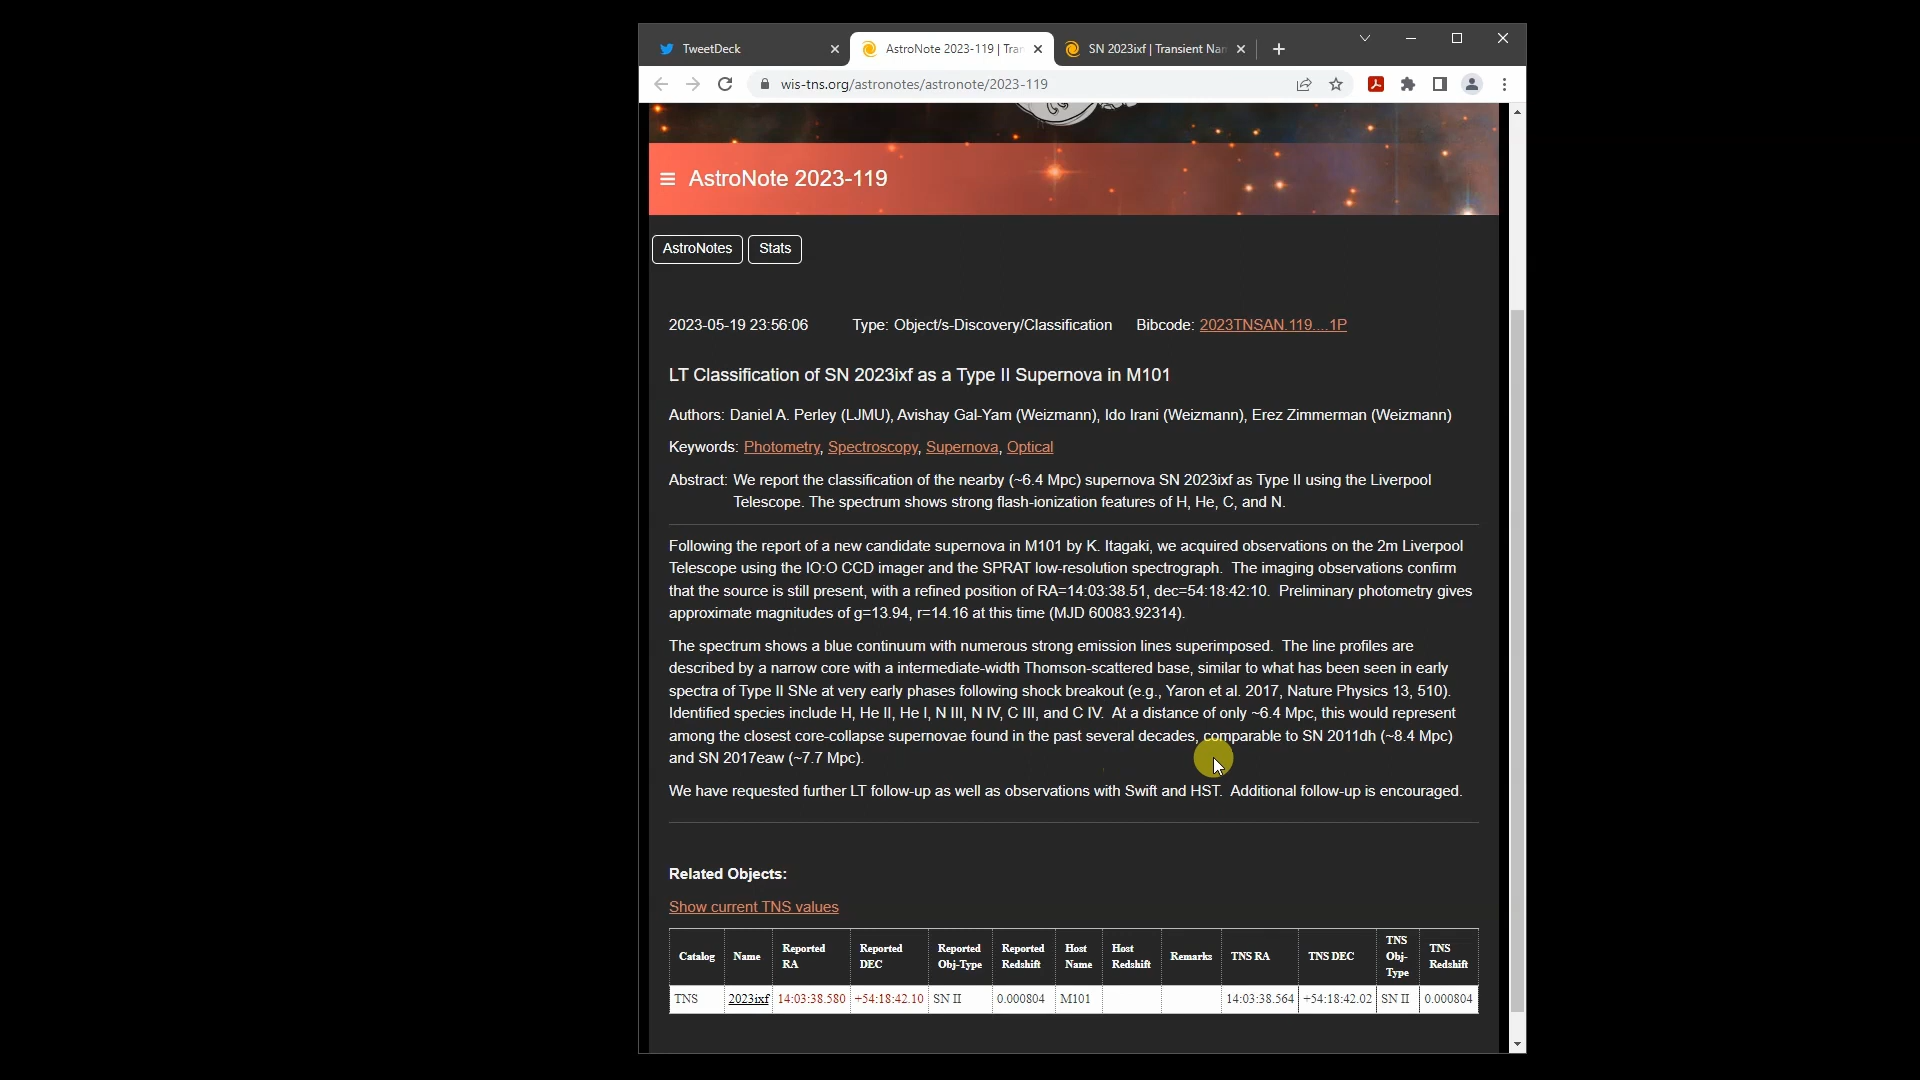 TweetDeck
AstroNote 2023-119 | Tran
SN 2023ixf | Transient Nam
wis-tns.org/astronotes/astronote/2023-119
AstroNote 2023-119
AstroNotes Stats
2023-05-19 23:56:06 Type: Object/s-Discovery/Classification Bibcode: 2023TNSAN.119....1P
LT Classification of SN 2023ixf as a Type II Supernova in M101
Authors: Daniel A. Perley (LJMU), Avishay Gal-Yam (Weizmann), Ido Irani (Weizmann), Erez Zimmerman (Weizmann)
Keywords: Photometry, Spectroscopy, Supernova, Optical
Abstract: We report the classification of the nearby (~6.4 Mpc) supernova SN 2023ixf as Type II using the Liverpool
Telescope. The spectrum shows strong flash-ionization features of H, He, C, and N.
Following the report of a new candidate supernova in M101 by K. Itagaki, we acquired observations on the 2m Liverpool
Telescope using the IO:O CCD imager and the SPRAT low-resolution spectrograph. The imaging observations confirm
that the source is still present, with a refined position of RA=14:03:38.51, dec=54:18:42:10. Preliminary photometry gives
approximate magnitudes of g=13.94, r=14.16 at this time (MJD 60083.92314).
The spectrum shows a blue continuum with numerous strong emission lines superimposed. The line profiles are
described by a narrow core with a intermediate-width Thomson-scattered base, similar to what has been seen in early
spectra of Type II SNe at very early phases following shock breakout (e.g., Yaron et al. 2017, Nature Physics 13, 510).
Identified species include H, He II, He I, N III, N IV, C III, and C IV. At a distance of only ~6.4 Mpc, this would represent
among the closest core-collapse supernovae found in the past several decades, comparable to SN 2011dh (~8.4 Mpc)
and SN 2017eaw (~7.7 Mpc).
We have requested further LT follow-up as well as observations with Swift and HST. Additional follow-up is encouraged.
Related Objects:
Show current TNS values
Catalog Name Reported RA Reported DEC Reported Obj-Type Reported Redshift Host Name Host Redshift Remarks TNS RA TNS DEC TNS Obj-Type TNS Redshift
TNS 2023ixf 14:03:38.580 +54:18:42.10 SN II 0.000804 M101 14:03:38.564 +54:18:42.02 SN II 0.000804